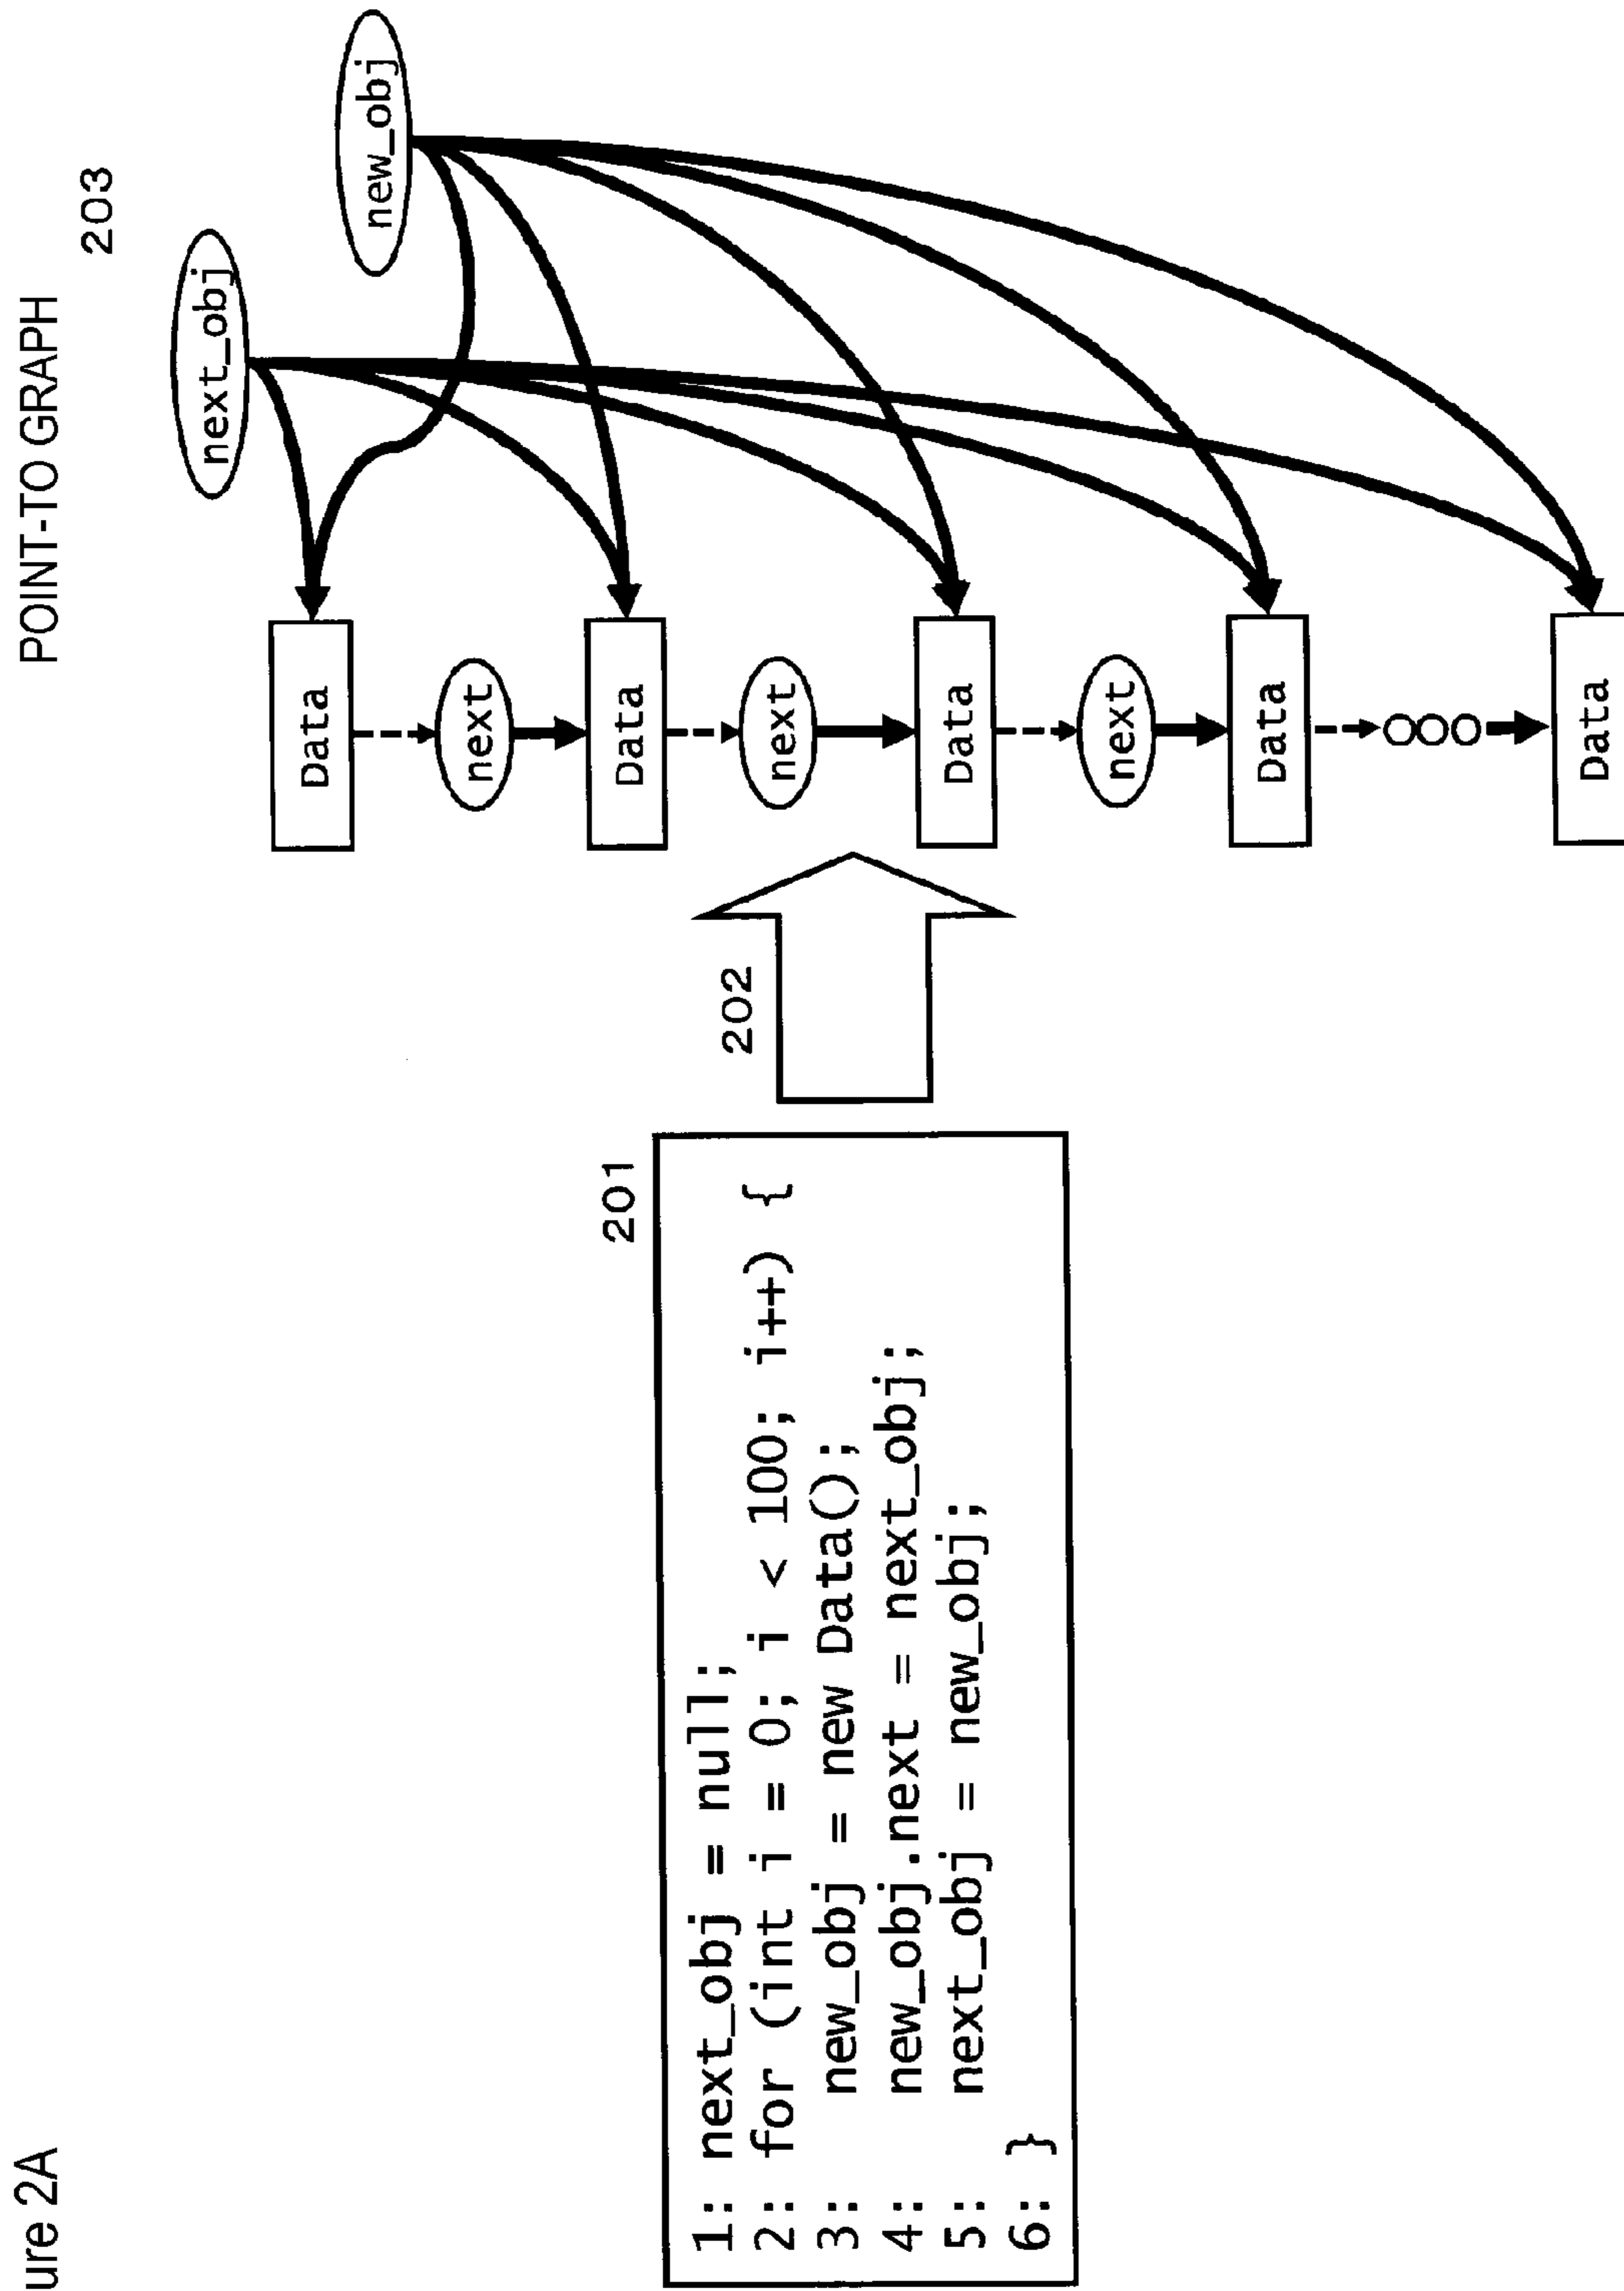 ure 2A
POINT-TO GRAPH
203
201
1: next_obj = null;
2: for (int i = 0; i < 100; i++) {
3: new_obj = new Data();
4: new_obj.next = next_obj;
5: next_obj = new_obj;
6: }
202
next_obj
new_obj
Data
next
Data
next
Data
next
Data
Data